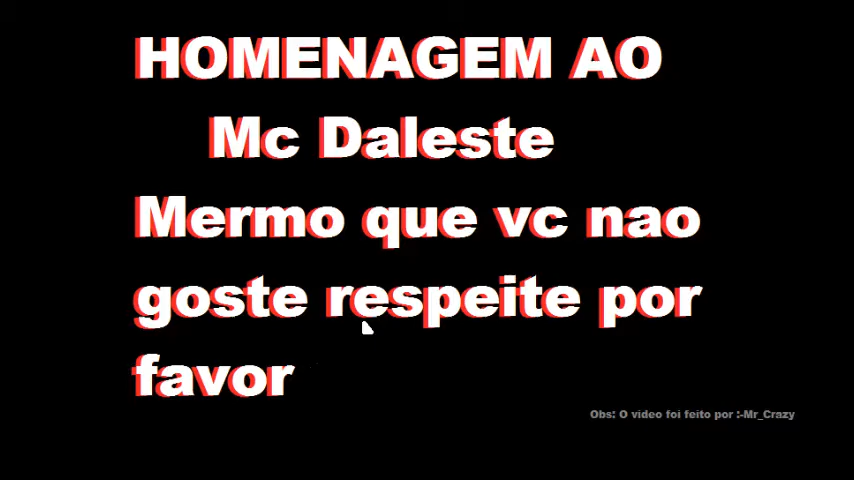 HOMENAGEM AO
Mc Daleste
Mermo que vc nao
goste respeite por
favor
Obs: O video foi feito por :-Mr_Crazy